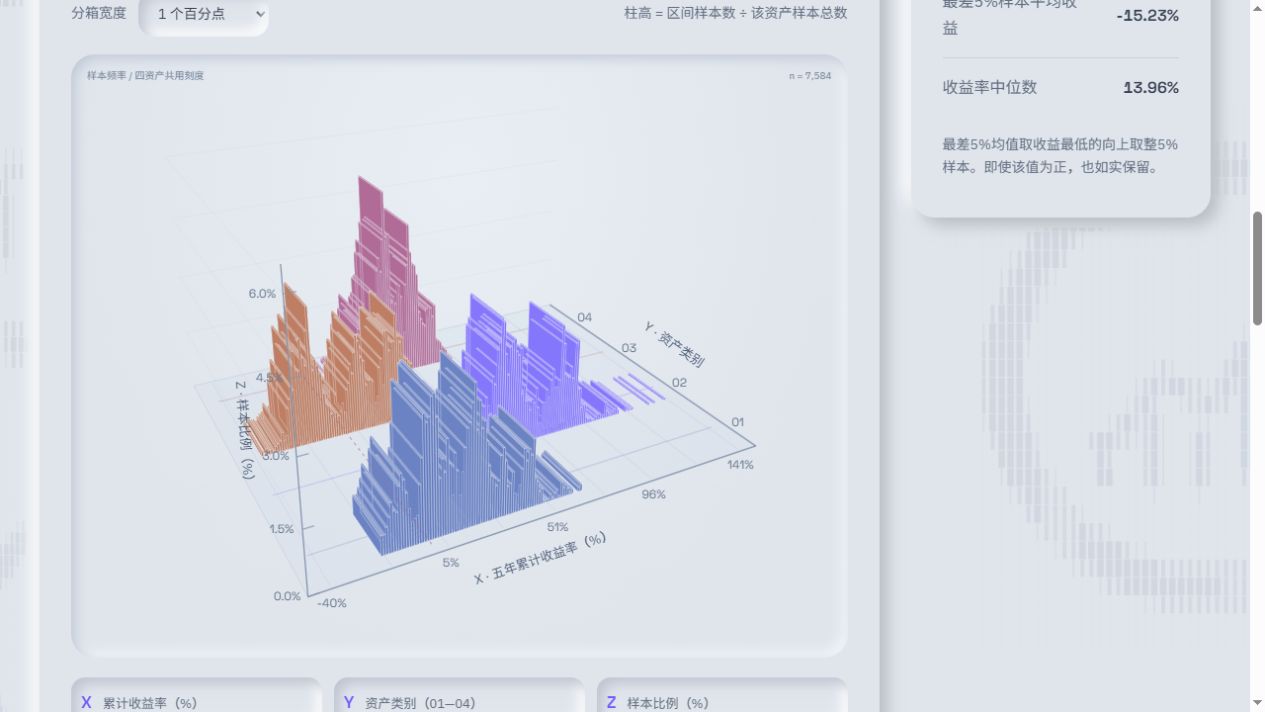 分箱宽度
1 个百分点
柱高 = 区间样本数 ÷ 该资产样本总数
样本频率 / 四资产共用刻度
n = 7,584
6.0%
4.5%
3.0%
1.5%
0.0%
Z · 样本比例（%）
-40%
5%
51%
96%
141%
X · 五年累计收益率（%）
04
03
02
01
Y · 资产类别
X 累计收益率（%）
Y 资产类别（01—04）
Z 样本比例（%）
最差5%样本平均收
益
-15.23%
收益率中位数
13.96%
最差5%均值取收益最低的向上取整5%
样本。即使该值为正，也如实保留。